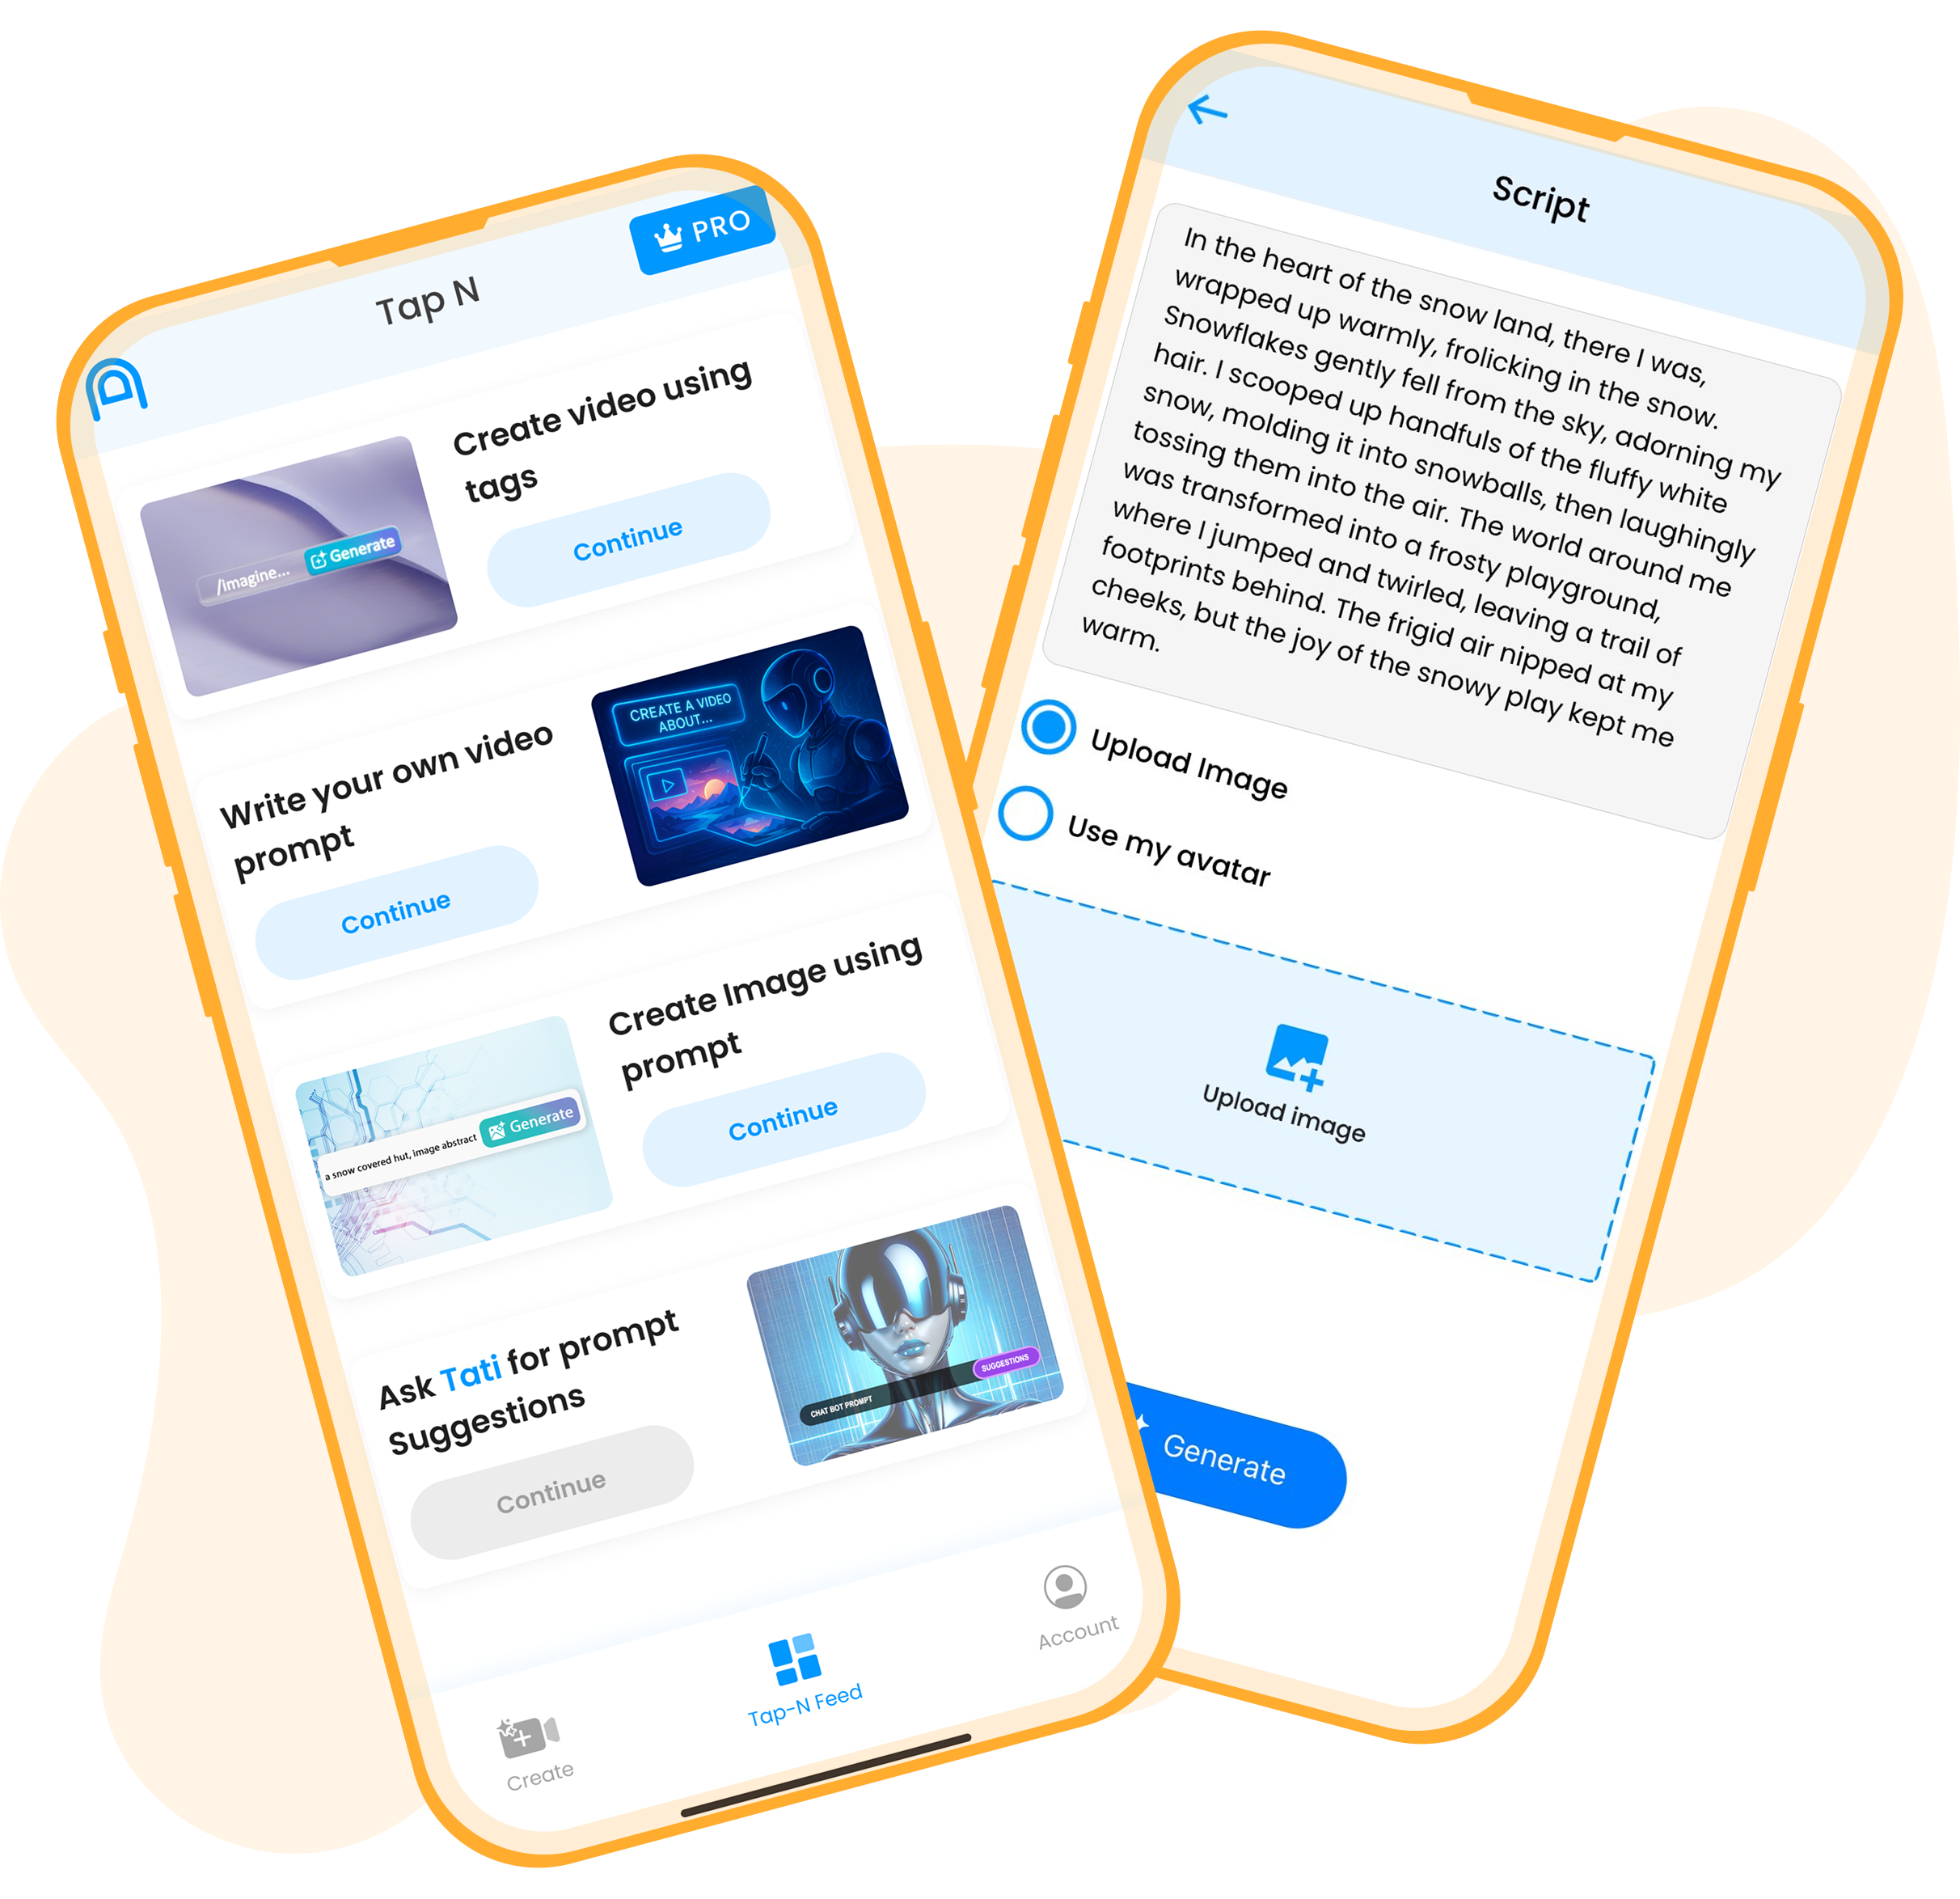 Tap N
PRO
Create video using
tags
/imagine...
Generate
Continue
Write your own video
prompt
CREATE A VIDEO
ABOUT...
Continue
Create Image using
prompt
a snow covered hut, image abstract
Generate
Continue
Ask Tati for prompt
Suggestions
CHAT BOT PROMPT
SUGGESTIONS
Continue
Create
Tap-N Feed
Account
Script
In the heart of the snow land, there I was,
wrapped up warmly, frolicking in the snow.
Snowflakes gently fell from the sky, adorning my
hair. I scooped up handfuls of the fluffy white
snow, molding it into snowballs, then laughingly
tossing them into the air. The world around me
was transformed into a frosty playground,
where I jumped and twirled, leaving a trail of
footprints behind. The frigid air nipped at my
cheeks, but the joy of the snowy play kept me
warm.
Upload Image
Use my avatar
Upload image
Generate